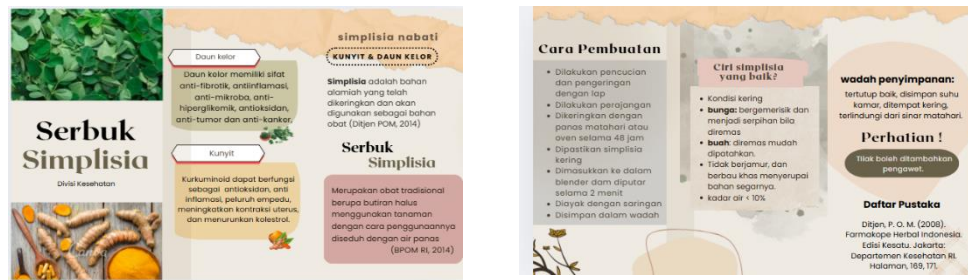 Serbuk
Simplisia
Divisi Kesehatan
Daun kelor
Daun kelor memiliki sifat
anti-fibrotik, antiinflamasi,
anti-mikroba, anti-
hiperglikomik, antioksidan,
anti-tumor dan anti-kanker.
Kunyit
Kurkuminoid dapat berfungsi
sebagai antioksidan, anti
inflamasi, peluruh empedu,
meningkatkan kontraksi uterus,
dan menurunkan kolestrol.
simplisia nabati
KUNYIT & DAUN KELOR
Simplisia adalah bahan
alamiah yang telah
dikeringkan dan akan
digunakan sebagai bahan
obat (Ditjen POM, 2014)
Serbuk
Simplisia
Merupakan obat tradisional
berupa butiran halus
menggunakan tanaman
dengan cara penggunaannya
diseduh dengan air panas
(BPOM RI, 2014)
Cara Pembuatan
• Dilakukan pencucian
dan pengeringan
dengan lap
• Dilakukan perajangan
• Dikeringkan dengan
panas matahari atau
oven selama 48 jam
• Dipastikan simplisia
kering
• Dimasukkan ke dalam
blender dam diputar
selama 2 menit
• Diayak dengan saringan
• Disimpan dalam wadah
Ciri simplisia
yang baik?
• Kondisi kering
• bunga: bergemerisik dan
menjadi serpihan bila
diremas
• buah: diremas mudah
dipatahkan.
• Tidak berjamur, dan
berbau khas menyerupai
bahan segarnya.
• kadar air < 10%
wadah penyimpanan:
tertutup baik, disimpan suhu
kamar, ditempat kering,
terlindungi dari sinar matahari.
Perhatian !
Tilak boleh ditambahkan
pengawet.
Daftar Pustaka
Ditjen, P. O. M. (2008).
Farmakope Herbal Indonesia.
Edisi Kesatu. Jakarta:
Departemen Kesehatan RI.
Halaman, 169, 171.